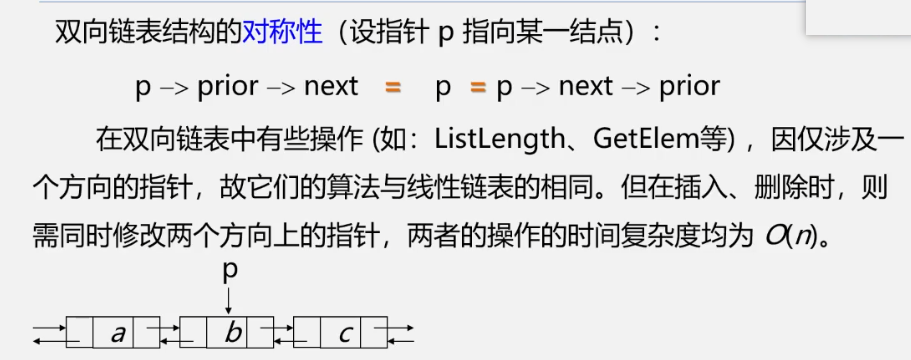 双向链表结构的对称性（设指针 p 指向某一结点）:
p –> prior –> next = p = p –> next –> prior
在双向链表中有些操作 (如：ListLength、GetElem等) ，因仅涉及一
个方向的指针，故它们的算法与线性链表的相同。但在插入、删除时，则
需同时修改两个方向上的指针，两者的操作的时间复杂度均为 O(n)。
p
a b c